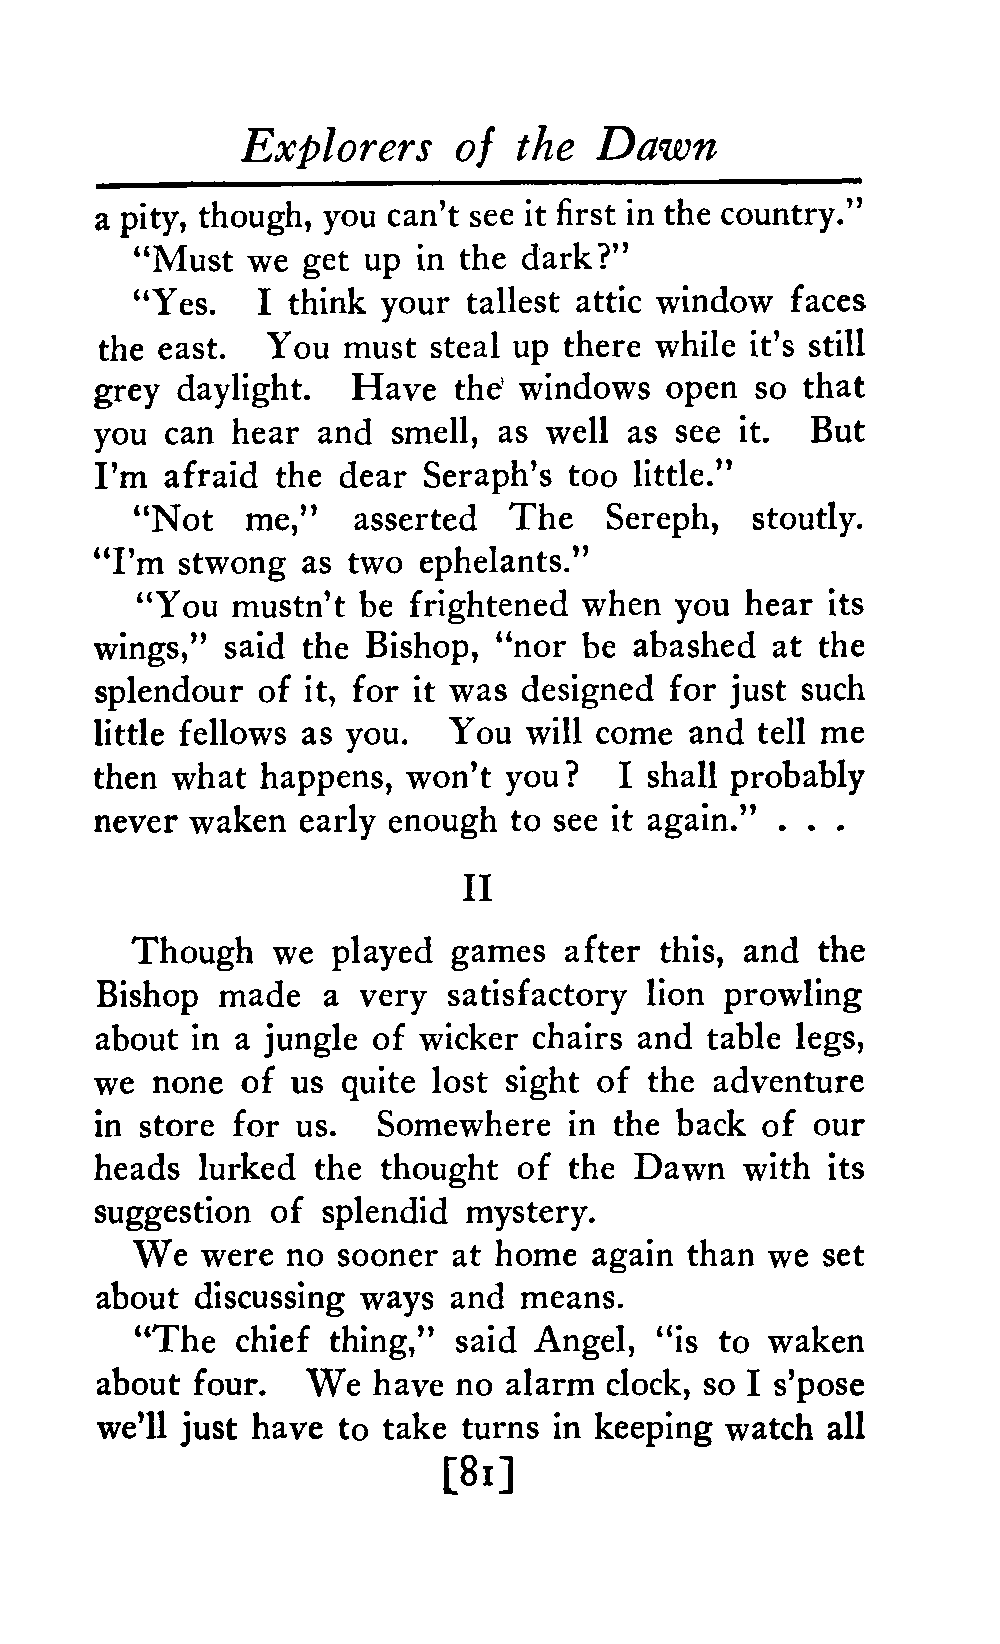 Explorers of the Dawn
a pity, though, you can't see it first in the country."
"Must we get up in the dark?"
"Yes. I think your tallest attic window faces
the east. You must steal up there while it's still
grey daylight. Have the windows open so that
you can hear and smell, as well as see it. But
I'm afraid the dear Seraph's too little."
"Not me," asserted The Sereph, stoutly.
"I'm stwong as two ephelants."
"You mustn't be frightened when you hear its
wings," said the Bishop, "nor be abashed at the
splendour of it, for it was designed for just such
little fellows as you. You will come and tell me
then what happens, won't you? I shall probably
never waken early enough to see it again." . . .
II
Though we played games after this, and the
Bishop made a very satisfactory lion prowling
about in a jungle of wicker chairs and table legs,
we none of us quite lost sight of the adventure
in store for us. Somewhere in the back of our
heads lurked the thought of the Dawn with its
suggestion of splendid mystery.
We were no sooner at home again than we set
about discussing ways and means.
"The chief thing," said Angel, "is to waken
about four. We have no alarm clock, so I s'pose
we'll just have to take turns in keeping watch all
[81]